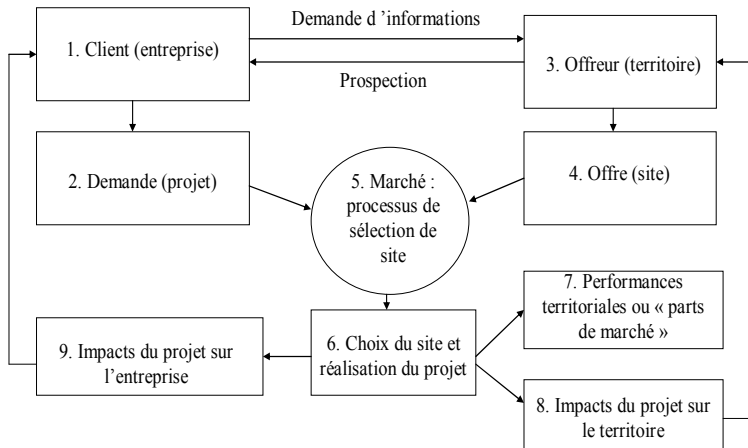 Demande d ’informations
1. Client (entreprise)
3. Offreur (territoire)
Prospection
2. Demande (projet)
4. Offre (site)
5. Marché :
processus de
sélection de
site
7. Performances
territoriales ou « parts
de marché »
6. Choix du site et
réalisation du projet
9. Impacts du projet sur
l’entreprise
8. Impacts du projet sur
le territoire